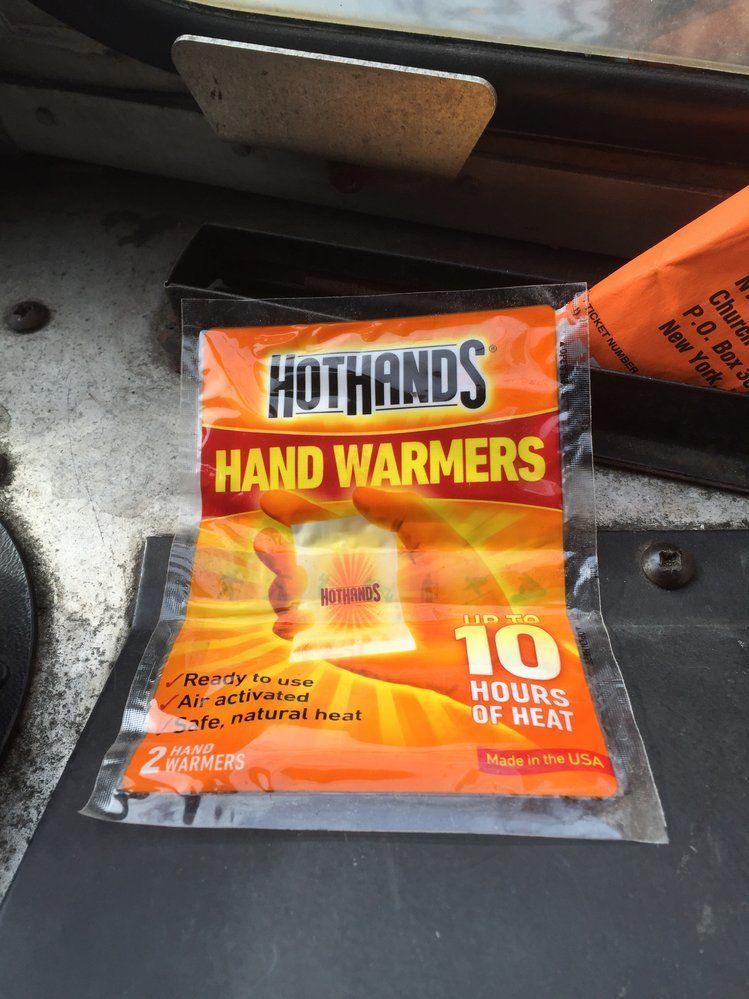 HOTHANDS®
HAND WARMERS
HOTHANDS
UP TO
10
HOURS
OF HEAT
✓Ready to use
✓Air activated
✓Safe, natural heat
2 HAND
WARMERS
Made in the USA
TICKET NUMBER
Church
P.O. Box
New York